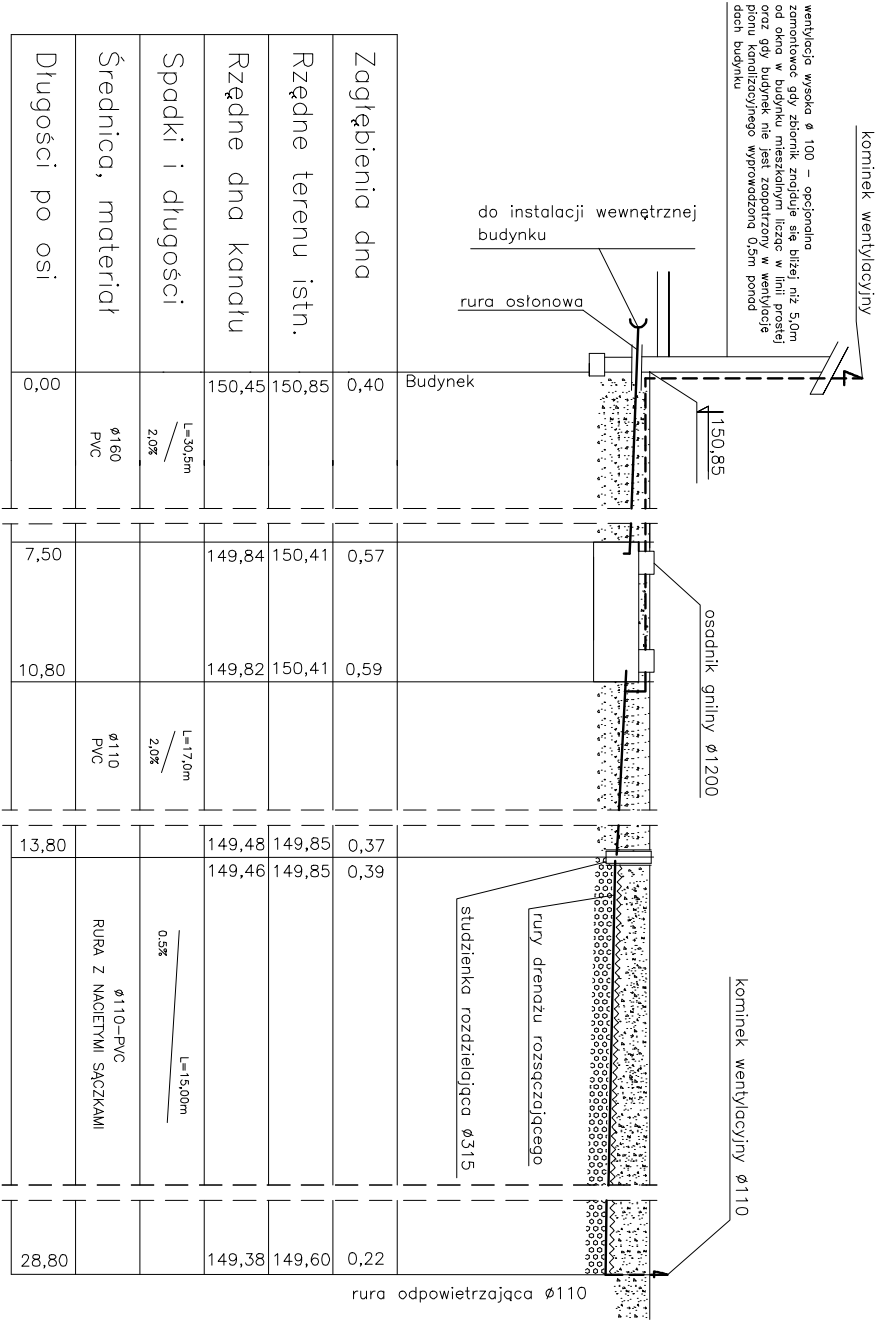 wentylacja wysoka ø 100 – opcjonalna
zamontować gdy zbiornik znajduje się bliżej niż 5,0m
od okna w budynku mieszkalnym licząc w linii prostej
oraz gdy budynek nie jest zaopatrzony w wentylację
pionu kanalizacyjnego wyprowadzoną 0,5m ponad
dach budynku
kominek wentylacyjny
do instalacji wewnętrznej
budynku
rura osłonowa
150,85
osadnik gnilny ø1200
studzienka rozdzielająca ø315
rury drenażu rozsączającego
kominek wentylacyjny ø110
rura odpowietrzająca ø110
Budynek
Zagłębienia dna
0,40
0,57
0,59
0,37
0,39
0,22
Rzędne terenu istn.
150,85
150,41
150,41
149,85
149,85
149,60
Rzędne dna kanału
150,45
149,84
149,82
149,48
149,46
149,38
Spadki i długości
L=30,5m
2,0%
L=17,0m
2,0%
0.5%
L=15,00m
Średnica, materiał
ø160
PVC
ø110
PVC
ø110–PVC
RURA Z NACIETYMI SĄCZKAMI
Długości po osi
0,00
7,50
10,80
13,80
28,80